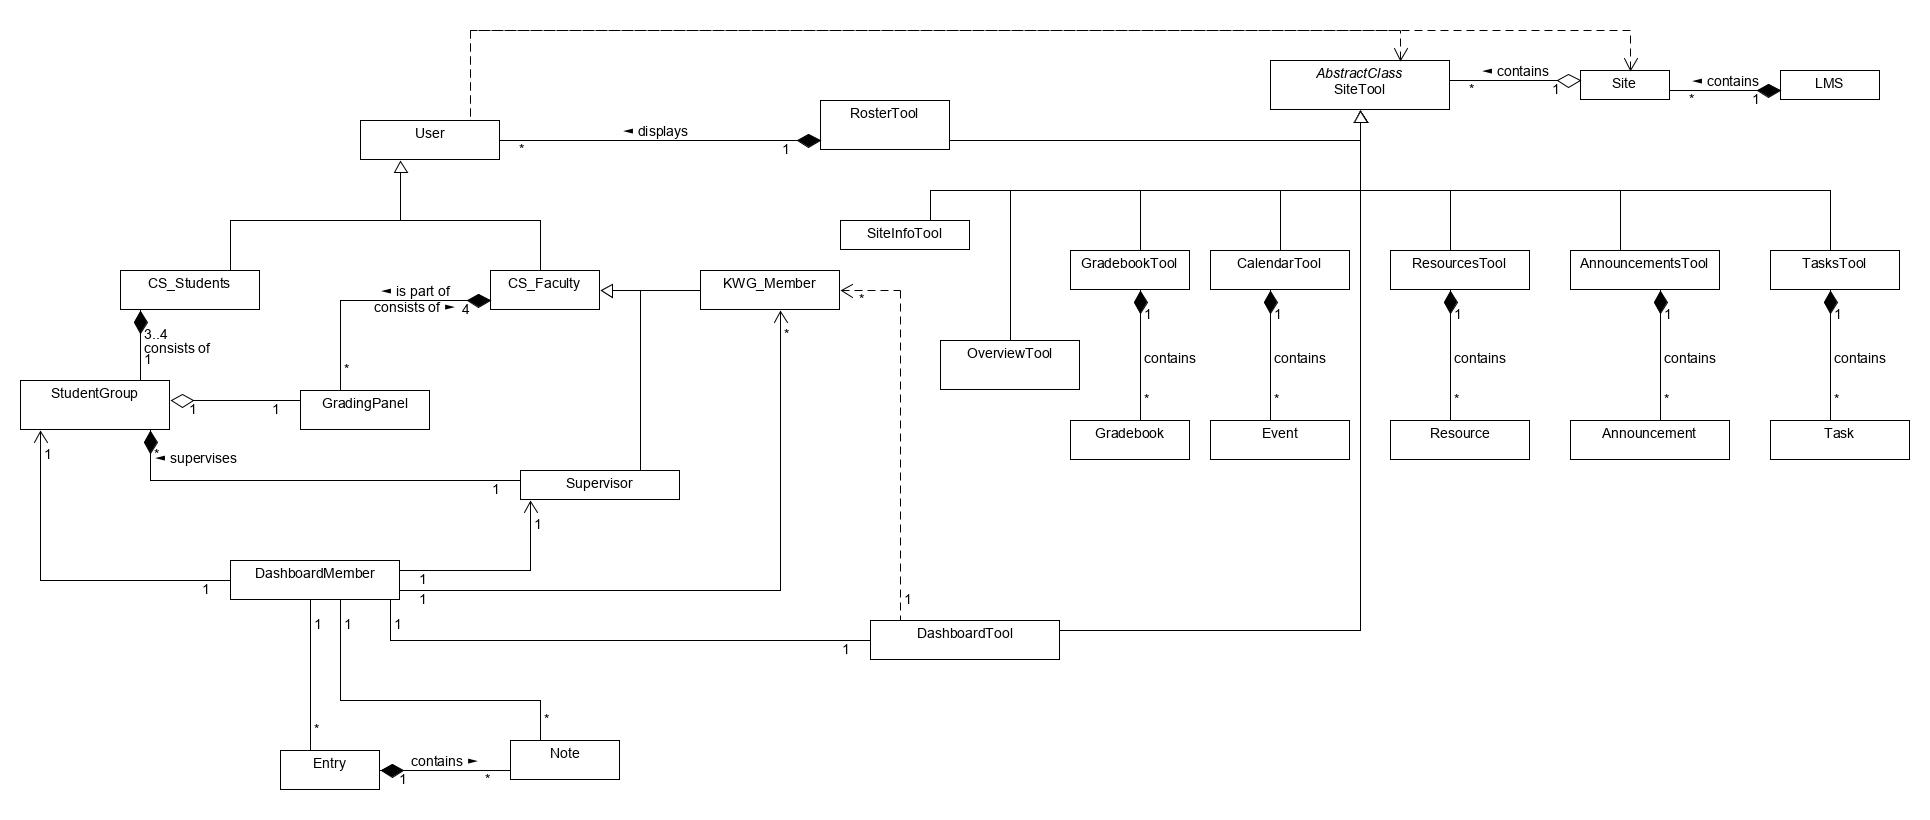 AbstractClass
SiteTool
◄ contains
1
*
Site
◄ contains
1
*
LMS
RosterTool
User
◄ displays
*
1
SiteInfoTool
GradebookTool
CalendarTool
ResourcesTool
AnnouncementsTool
TasksTool
CS_Students
CS_Faculty
KWG_Member
◄ is part of
consists of ►
4
*
*
*
3..4
consists of
1
1
1
1
1
1
contains
contains
contains
contains
contains
OverviewTool
StudentGroup
GradingPanel
1
1
*
*
*
*
*
Gradebook
Event
Resource
Announcement
Task
1
*
◄ supervises
1
Supervisor
1
DashboardMember
1
1
1
1
1
1
1
DashboardTool
1
*
*
Entry
contains ►
1
*
Note